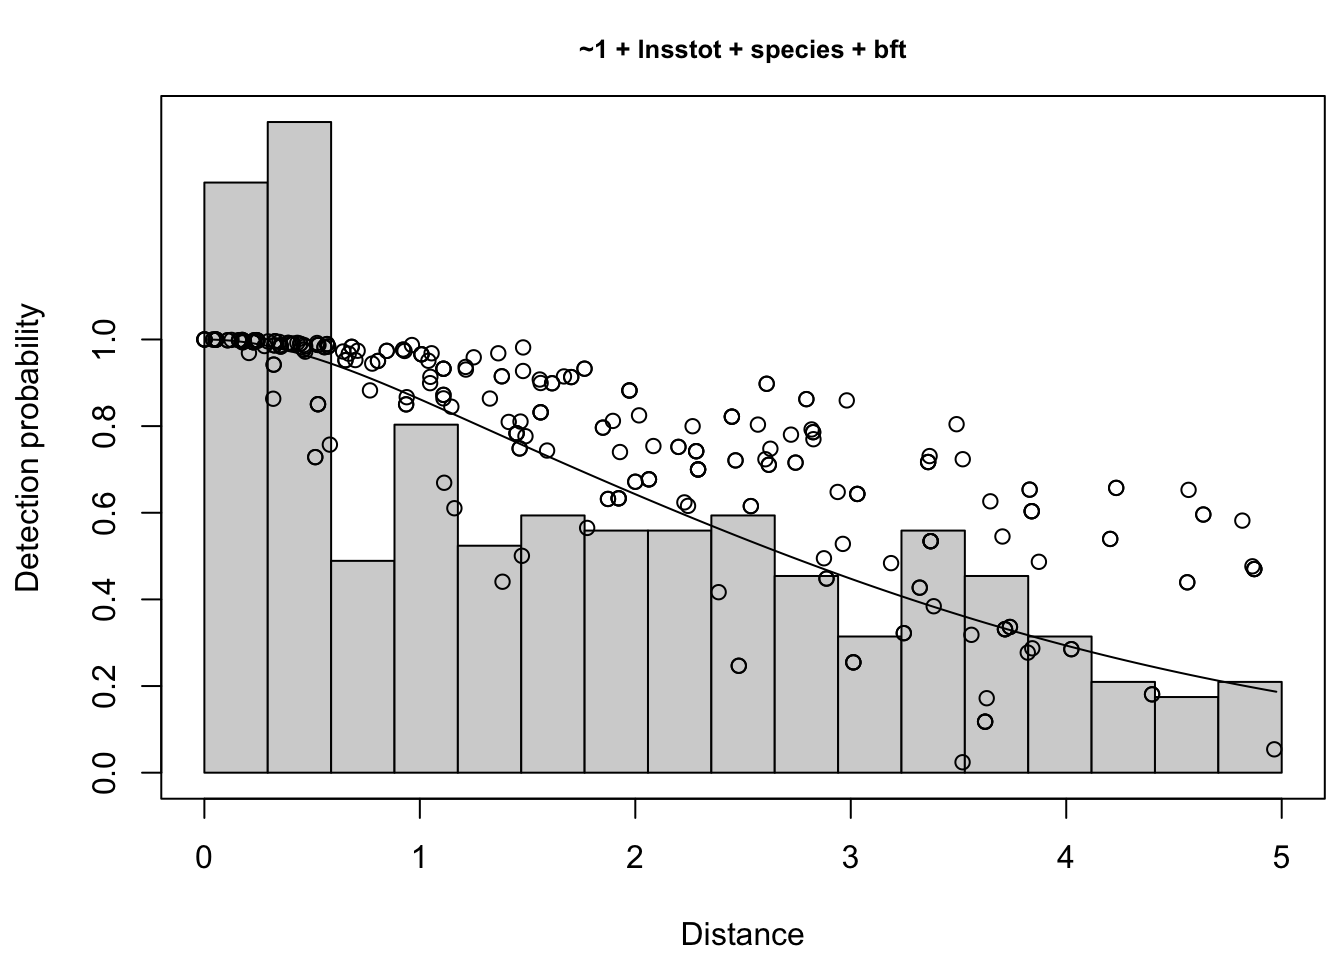 ~1 + lnsstot + species + bft
Detection probability
1.0
0.8
0.6
0.4
0.2
0.0
0 1 2 3 4 5
Distance